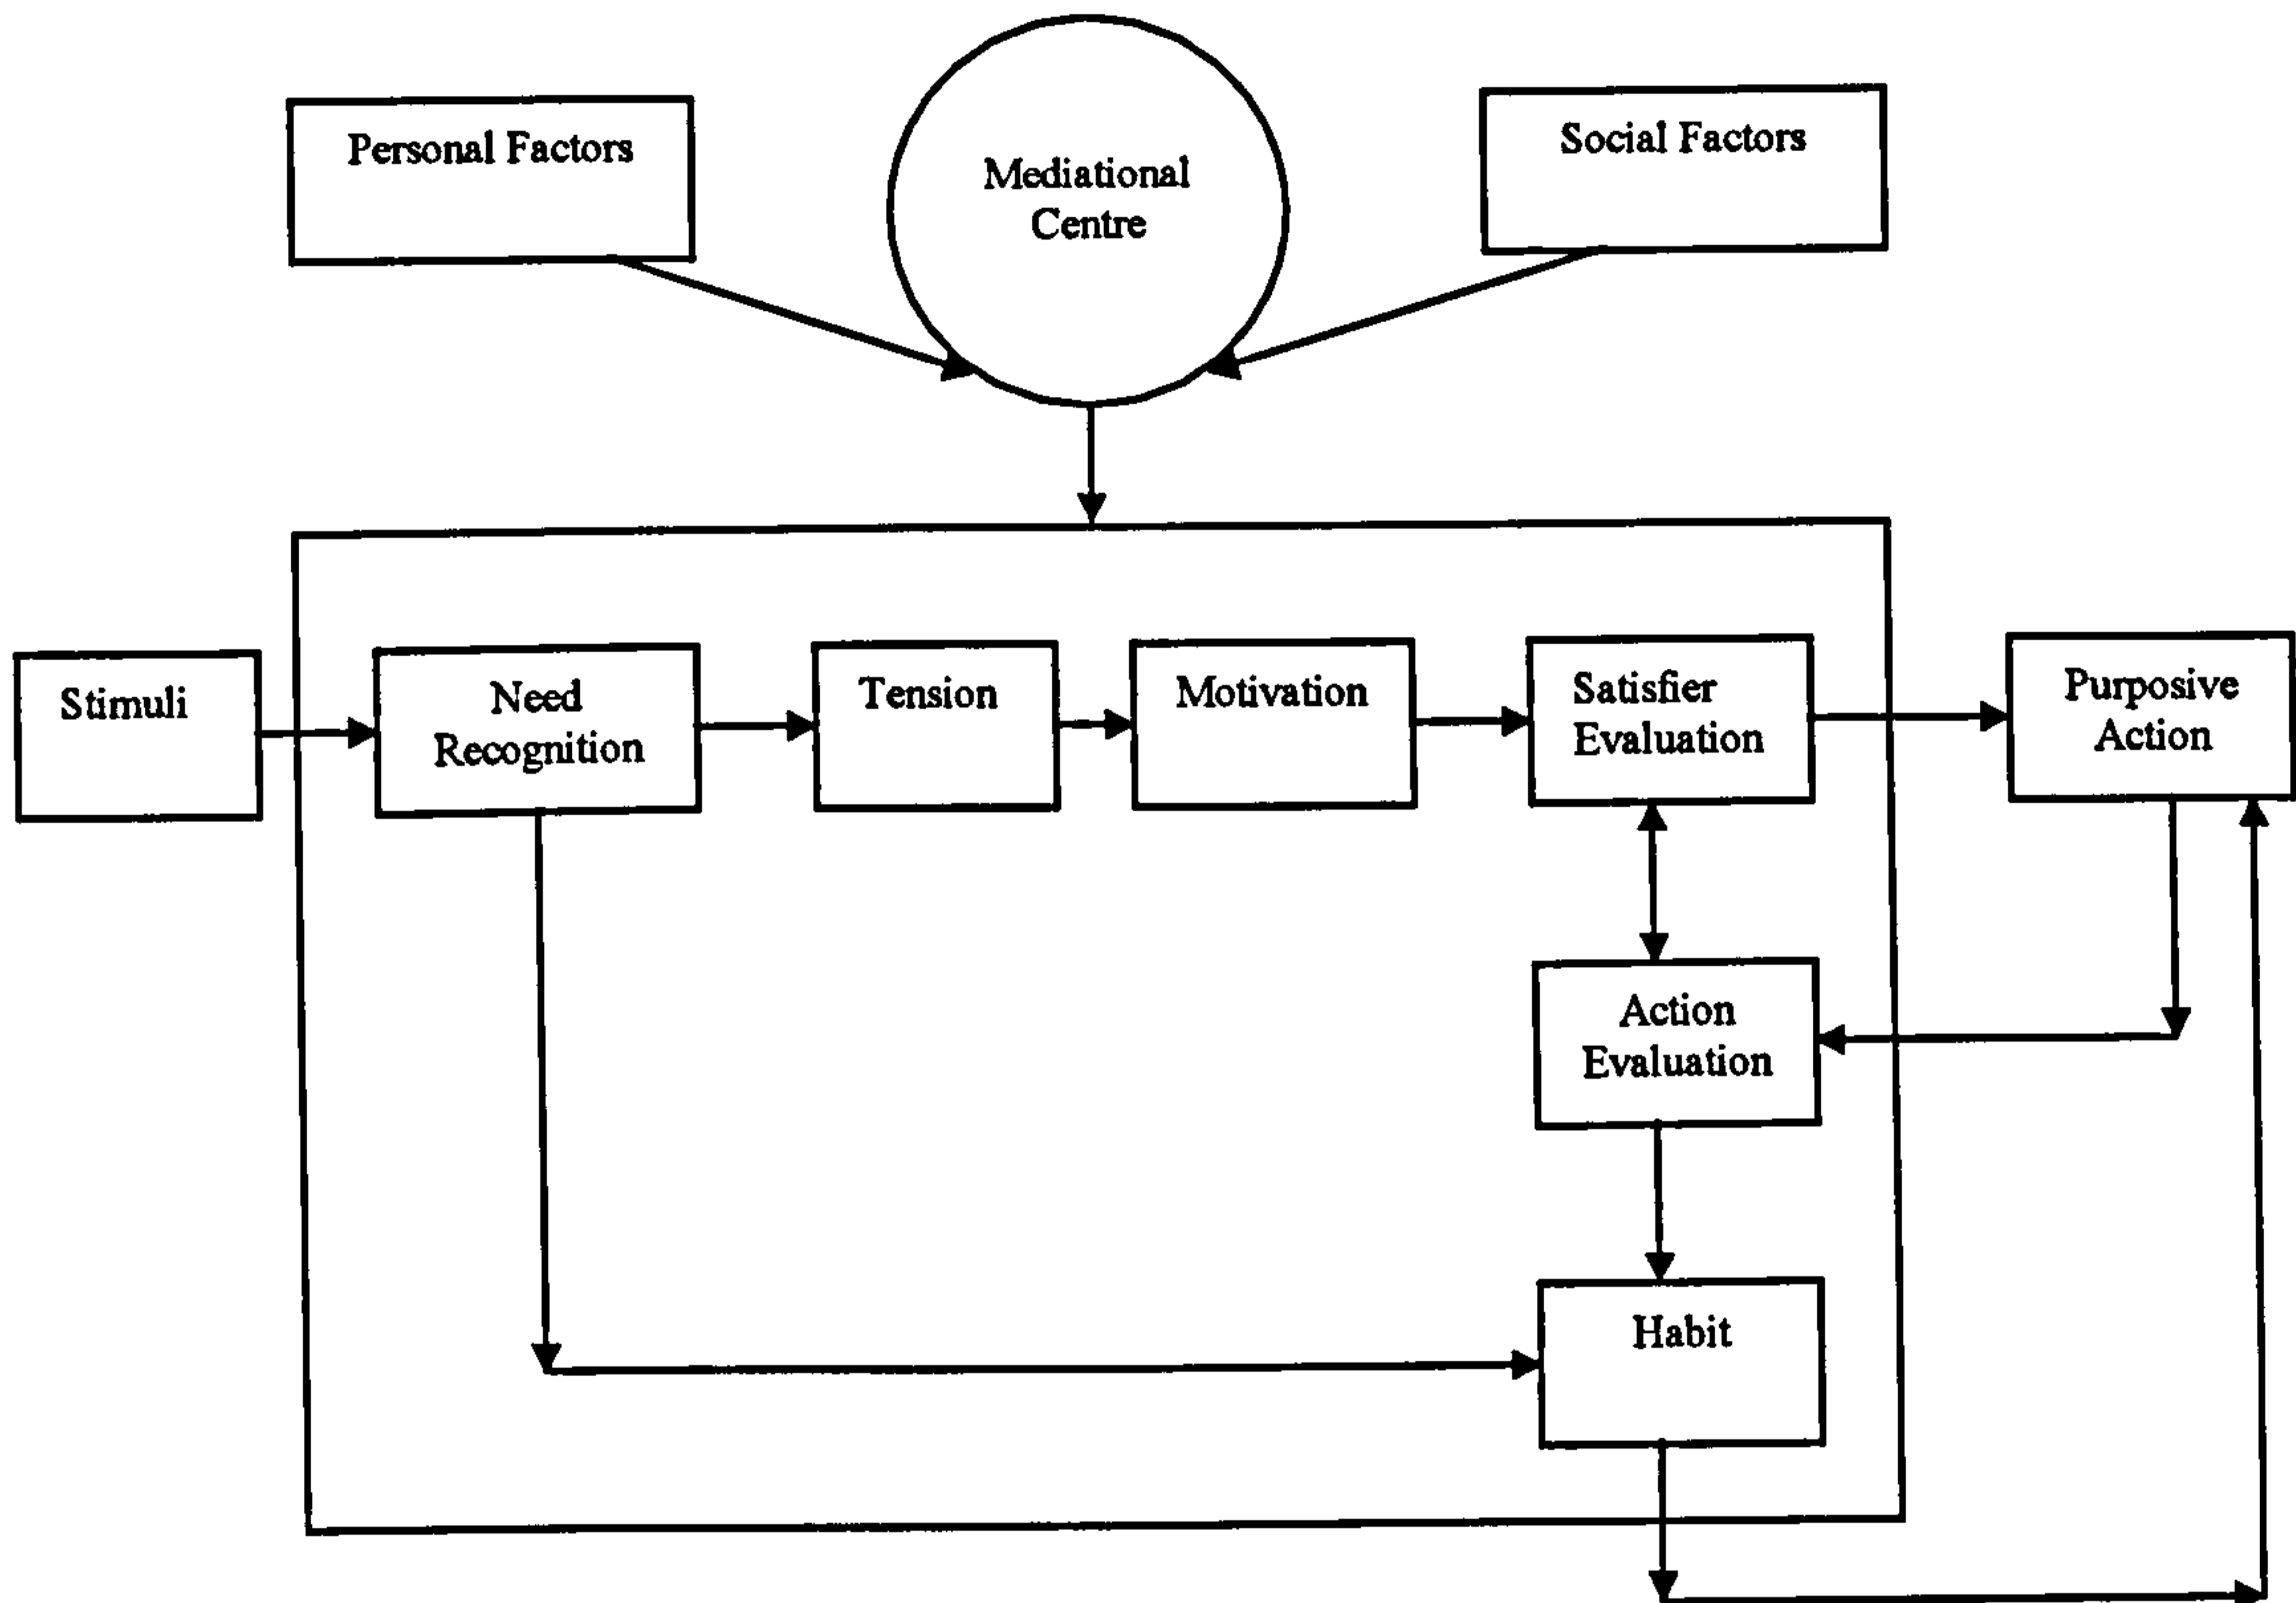 Personal Factors
Mediational
Centre
Social Factors
Stimuli
Need
Recognition
Tension
Motivation
Satisfier
Evaluation
Purposive
Action
Action
Evaluation
Habit